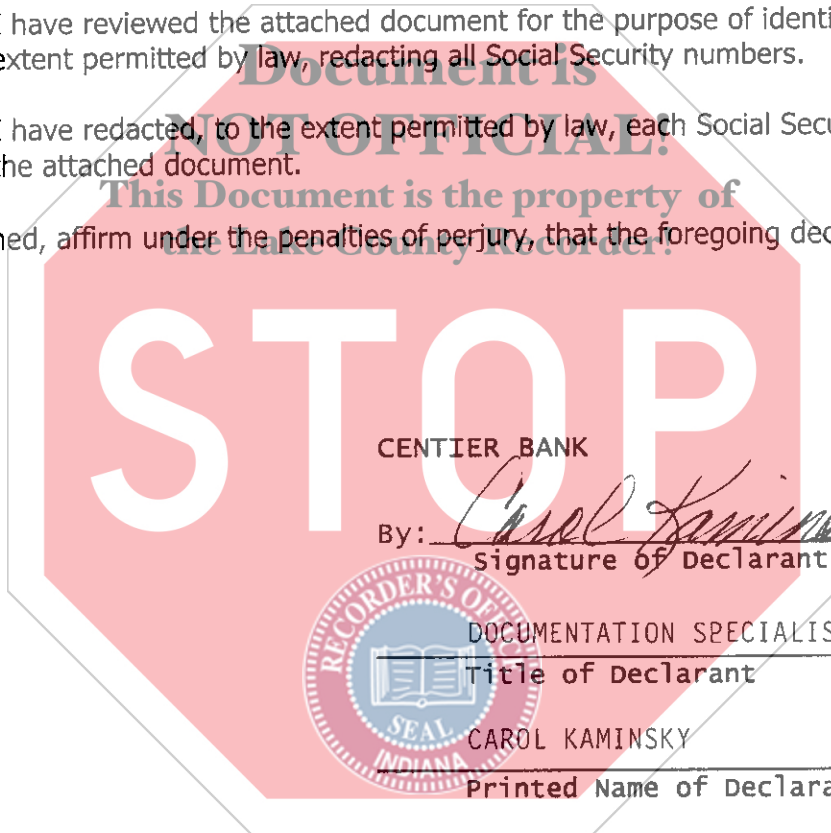 I have reviewed the attached document for the purpose of identi
extent permitted by law, redacting all Social Security numbers.
Document is
I have redacted, to the extent permitted by law, each Social Secu
NOT OFFICIAL!
the attached document.
This Document is the property of
ned, affirm under the penalties of perjury, that the foregoing dec
the Lake County Recorder!
STOP
CENTIER BANK
By: Carol Kamins
Signature of Declarant
RECORDER'S OFFICE
DOCUMENTATION SPECIALIS
Title of Declarant
SEAL
INDIANA
CAROL KAMINSKY
Printed Name of Declara